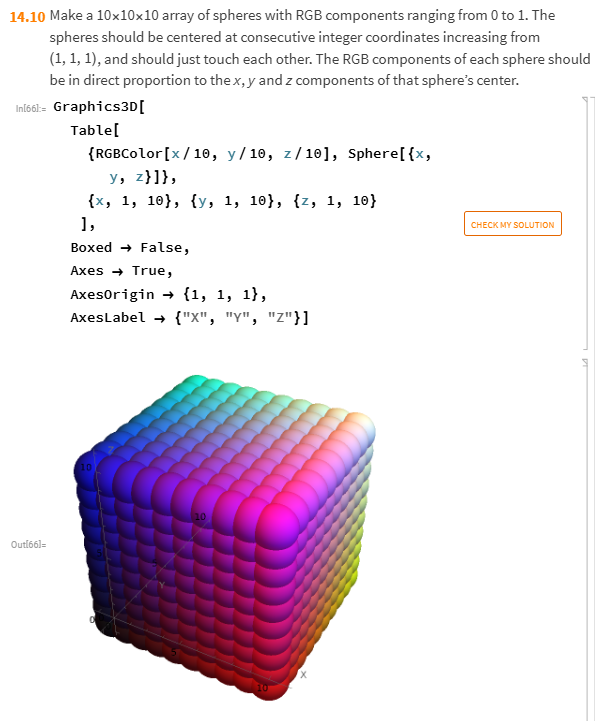 14.10 Make a 10×10×10 array of spheres with RGB components ranging from 0 to 1. The
spheres should be centered at consecutive integer coordinates increasing from
(1, 1, 1), and should just touch each other. The RGB components of each sphere should
be in direct proportion to the x, y and z components of that sphere's center.
In[66]:= Graphics3D[
Table[
{RGBColor[x/10, y/10, z/10], Sphere[{x,
y, z}]},
{x, 1, 10}, {y, 1, 10}, {z, 1, 10}
],
CHECK MY SOLUTION
Boxed → False,
Axes → True,
AxesOrigin → {1, 1, 1},
AxesLabel → {"X", "Y", "Z"}]
Z
10
10
Out[66]=
5
Y
0
5
X
10